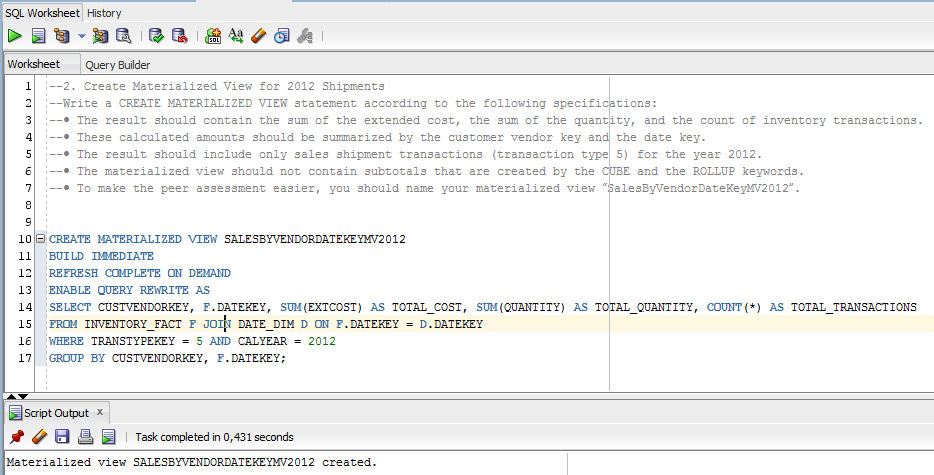 SQL Worksheet History
Worksheet Query Builder
1 --2. Create Materialized View for 2012 Shipments
2 --Write a CREATE MATERIALIZED VIEW statement according to the following specifications:
3 --• The result should contain the sum of the extended cost, the sum of the quantity, and the count of inventory transactions.
4 --• These calculated amounts should be summarized by the customer vendor key and the date key.
5 --• The result should include only sales shipment transactions (transaction type 5) for the year 2012.
6 --• The materialized view should not contain subtotals that are created by the CUBE and the ROLLUP keywords.
7 --• To make the peer assessment easier, you should name your materialized view “SalesByVendorDateKeyMV2012”.
8
9
10 CREATE MATERIALIZED VIEW SALESBYVENDORDATEKEYMV2012
11 BUILD IMMEDIATE
12 REFRESH COMPLETE ON DEMAND
13 ENABLE QUERY REWRITE AS
14 SELECT CUSTVENDORKEY, F.DATEKEY, SUM(EXTCOST) AS TOTAL_COST, SUM(QUANTITY) AS TOTAL_QUANTITY, COUNT(*) AS TOTAL_TRANSACTIONS
15 FROM INVENTORY_FACT F JOIN DATE_DIM D ON F.DATEKEY = D.DATEKEY
16 WHERE TRANSTYPEKEY = 5 AND CALYEAR = 2012
17 GROUP BY CUSTVENDORKEY, F.DATEKEY;
Script Output x
Task completed in 0,431 seconds
Materialized view SALESBYVENDORDATEKEYMV2012 created.